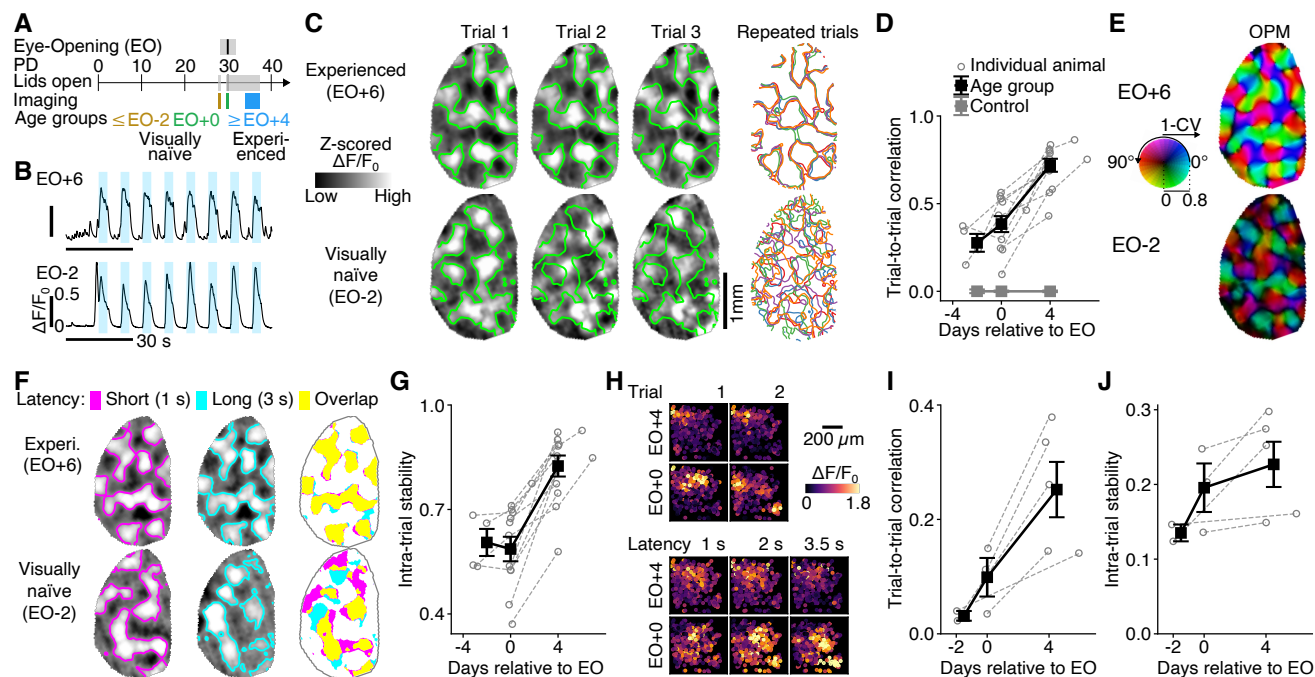 A
Eye-Opening (EO)
PD
Lids open
0 10 20 30 40
Imaging
Age groups ≤EO-2 EO+0 ≥EO+4
Visually naïve
Experi- enced
B
EO+6
EO-2
0.5
0
ΔF/F0
30 s
C
Trial 1 Trial 2 Trial 3 Repeated trials
Experienced
(EO+6)
Z-scored
ΔF/F0
Low High
Visually
naïve
(EO-2)
1mm
D
Individual animal
Age group
Control
Trial-to-trial correlation
1.0
0.5
0.0
-4 0 4
Days relative to EO
E
OPM
EO+6
1-CV
90° 0°
0 0.8
EO-2
F
Latency: Short (1 s) Long (3 s) Overlap
Experi.
(EO+6)
Visually
naïve
(EO-2)
G
Intra-trial stability
1.0
0.7
0.4
-4 0 4
Days relative to EO
H
Trial 1 2
EO+4
EO+0
200 µm
ΔF/F0
0 1.8
Latency 1 s 2 s 3.5 s
EO+4
EO+0
I
Trial-to-trial correlation
0.4
0.2
0
-2 0 4
Days relative to EO
J
Intra-trial stability
0.3
0.2
0.1
0
-2 0 4
Days relative to EO